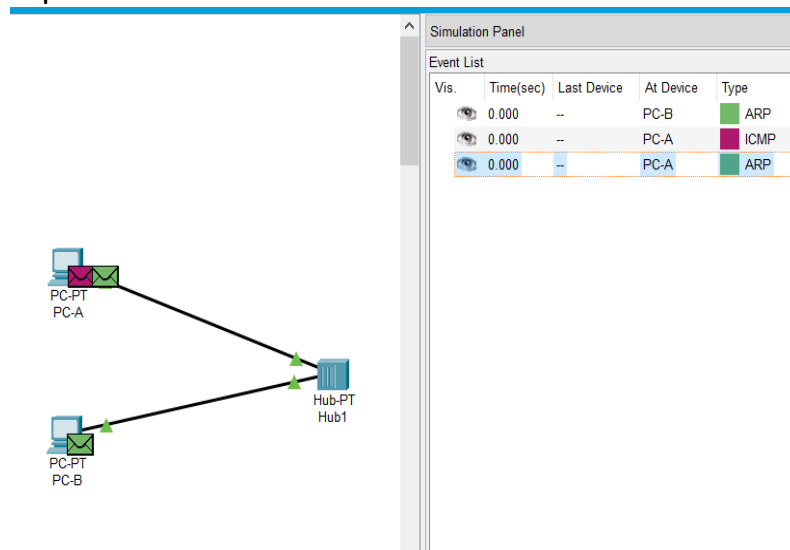 Simulation Panel
Event List
Vis. Time(sec) Last Device At Device Type
0.000 -- PC-B ARP
0.000 -- PC-A ICMP
0.000 -- PC-A ARP
PC-PT
PC-A
Hub-PT
Hub1
PC-PT
PC-B